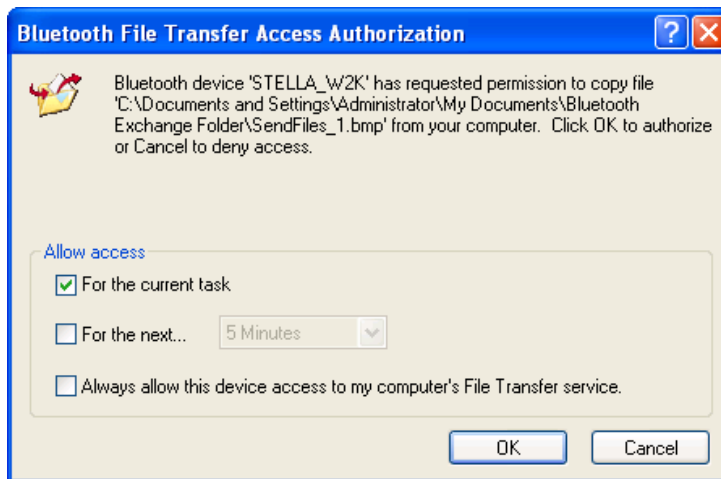 Bluetooth File Transfer Access Authorization
Bluetooth device 'STELLA_W2K' has requested permission to copy file
'C:\Documents and Settings\Administrator\My Documents\Bluetooth
Exchange Folder\SendFiles_1.bmp' from your computer.  Click OK to authorize
or Cancel to deny access.
Allow access
For the current task
For the next... 5 Minutes
Always allow this device access to my computer's File Transfer service.
OK Cancel